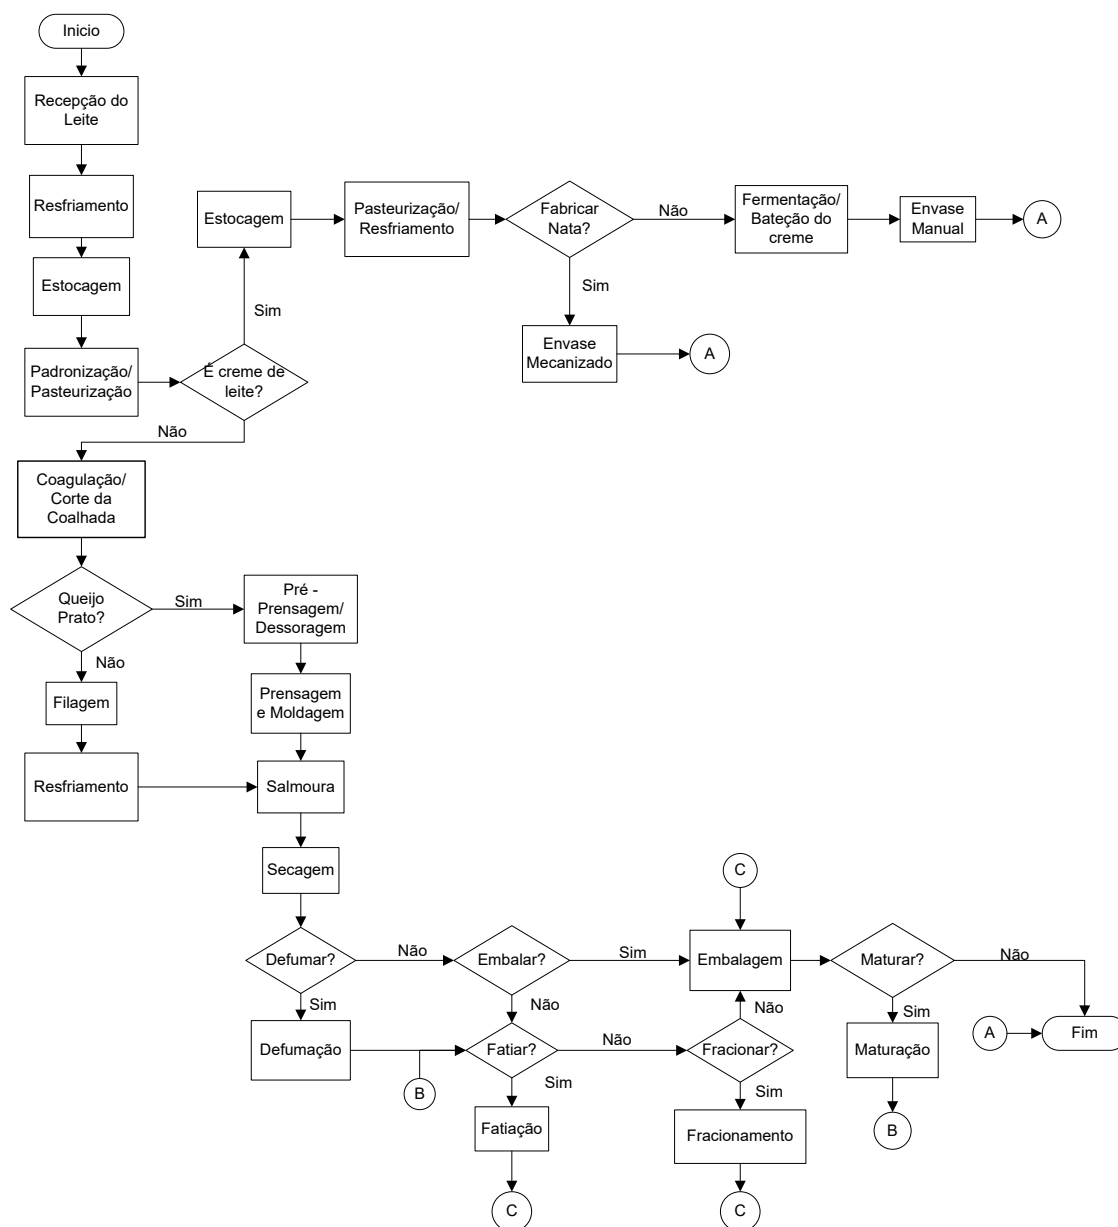 Inicio
Recepção do
Leite
Resfriamento
Estocagem
Padronização/
Pasteurização
É creme de
leite?
Sim
Não
Estocagem
Pasteurização/
Resfriamento
Fabricar
Nata?
Não
Sim
Fermentação/
Bateção do
creme
Envase
Manual
A
Envase
Mecanizado
A
Coagulação/
Corte da
Coalhada
Queijo
Prato?
Sim
Não
Pré -
Prensagem/
Dessoragem
Prensagem
e Moldagem
Filagem
Resfriamento
Salmoura
Secagem
Defumar?
Não
Sim
Embalar?
Sim
Não
C
Embalagem
Maturar?
Não
Sim
Defumação
B
Fatiar?
Não
Sim
Fracionar?
Não
Sim
Maturação
A
Fim
B
Fatiação
C
Fracionamento
C